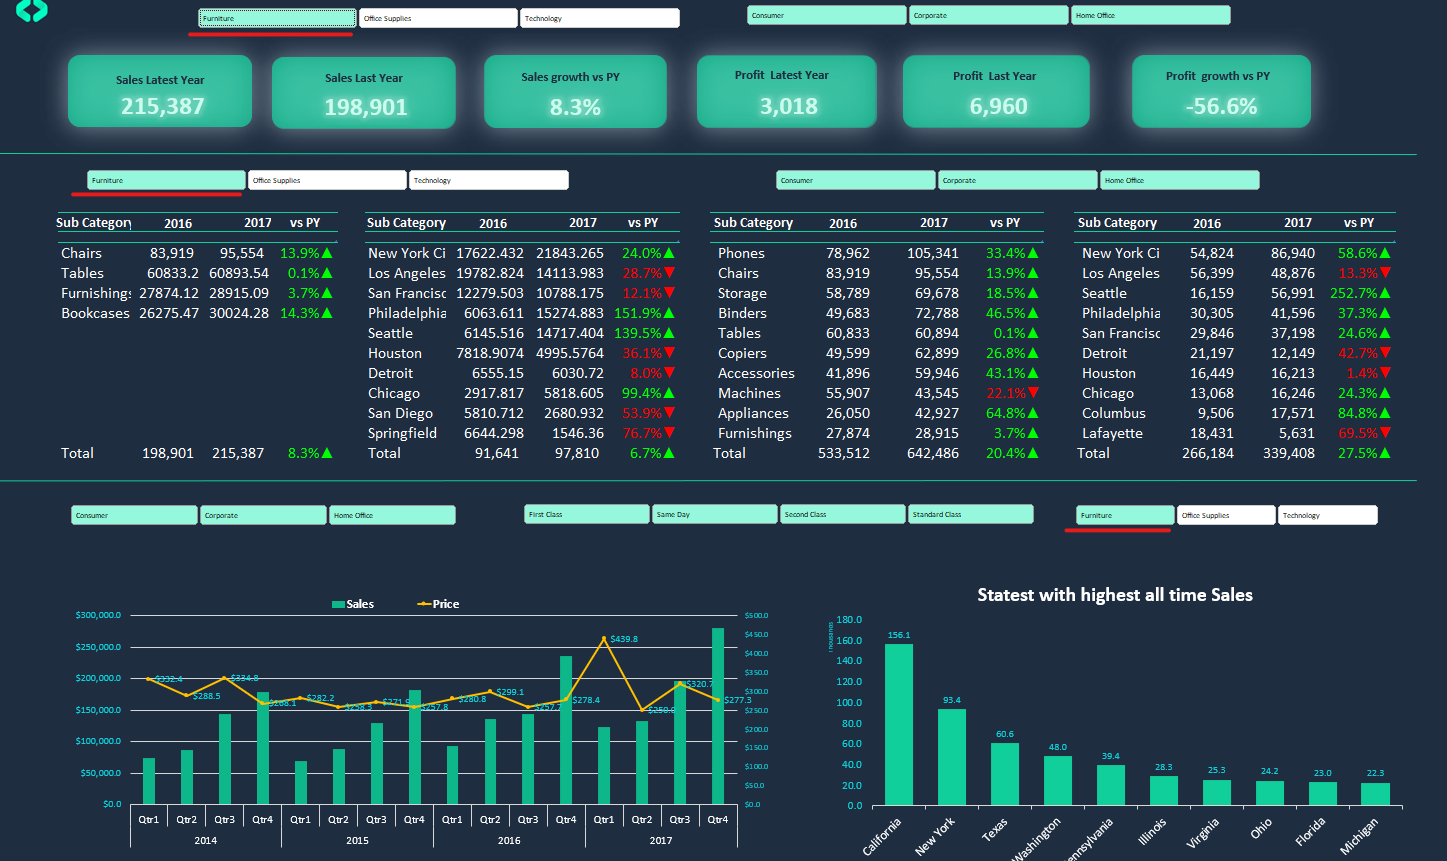 Furniture Office Supplies Technology Consumer Corporate Home Office
Sales Latest Year Sales Last Year Sales growth vs PY Profit Latest Year Profit Last Year Profit growth vs PY
215,387 198,901 8.3% 3,018 6,960 -56.6%
Furniture Office Supplies Technology Consumer Corporate Home Office
Sub Category 2016 2017 vs PY Sub Category 2016 2017 vs PY Sub Category 2016 2017 vs PY Sub Category 2016 2017 vs PY
Chairs 83,919 95,554 13.9%▲ New York Ci 17622.432 21843.265 24.0%▲ Phones 78,962 105,341 33.4%▲ New York Ci 54,824 86,940 58.6%▲
Tables 60833.2 60893.54 0.1%▲ Los Angeles 19782.824 14113.983 28.7%▼ Chairs 83,919 95,554 13.9%▲ Los Angeles 56,399 48,876 13.3%▼
Furnishings 27874.12 28915.09 3.7%▲ San Francisc 12279.503 10788.175 12.1%▼ Storage 58,789 69,678 18.5%▲ Seattle 16,159 56,991 252.7%▲
Bookcases 26275.47 30024.28 14.3%▲ Philadelphia 6063.611 15274.883 151.9%▲ Binders 49,683 72,788 46.5%▲ Philadelphia 30,305 41,596 37.3%▲
Seattle 6145.516 14717.404 139.5%▲ Tables 60,833 60,894 0.1%▲ San Francisc 29,846 37,198 24.6%▲
Houston 7818.9074 4995.5764 36.1%▼ Copiers 49,599 62,899 26.8%▲ Detroit 21,197 12,149 42.7%▼
Detroit 6555.15 6030.72 8.0%▼ Accessories 41,896 59,946 43.1%▲ Houston 16,449 16,213 1.4%▼
Chicago 2917.817 5818.605 99.4%▲ Machines 55,907 43,545 22.1%▼ Chicago 13,068 16,246 24.3%▲
San Diego 5810.712 2680.932 53.9%▼ Appliances 26,050 42,927 64.8%▲ Columbus 9,506 17,571 84.8%▲
Springfield 6644.298 1546.36 76.7%▼ Furnishings 27,874 28,915 3.7%▲ Lafayette 18,431 5,631 69.5%▼
Total 198,901 215,387 8.3%▲ Total 91,641 97,810 6.7%▲ Total 533,512 642,486 20.4%▲ Total 266,184 339,408 27.5%▲
Consumer Corporate Home Office First Class Same Day Second Class Standard Class Furniture Office Supplies Technology
Sales Price
$300,000.0
$250,000.0
$200,000.0
$150,000.0
$100,000.0
$50,000.0
$0.0
$288.5 $334.8 $282.2 $257.8 $280.8 $299.1 $278.4 $439.8 $320.7 $277.3
$500.0
$450.0
$400.0
$350.0
$300.0
$250.0
$200.0
$150.0
$100.0
$50.0
$0.0
Qtr1 Qtr2 Qtr3 Qtr4 Qtr1 Qtr2 Qtr3 Qtr4 Qtr1 Qtr2 Qtr3 Qtr4 Qtr1 Qtr2 Qtr3 Qtr4
2014 2015 2016 2017
Statest with highest all time Sales
180.0
160.0
140.0
120.0
100.0
80.0
60.0
40.0
20.0
0.0
156.1 93.4 60.6 48.0 39.4 28.3 25.3 24.2 23.0 22.3
California New York Texas Washington ennsylvania Illinois Virginia Ohio Florida Michigan